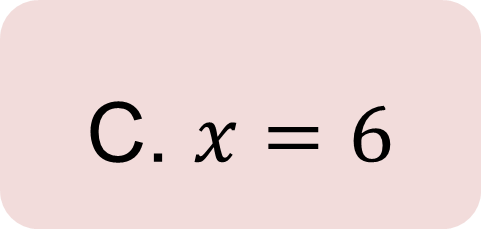 C. x = 6